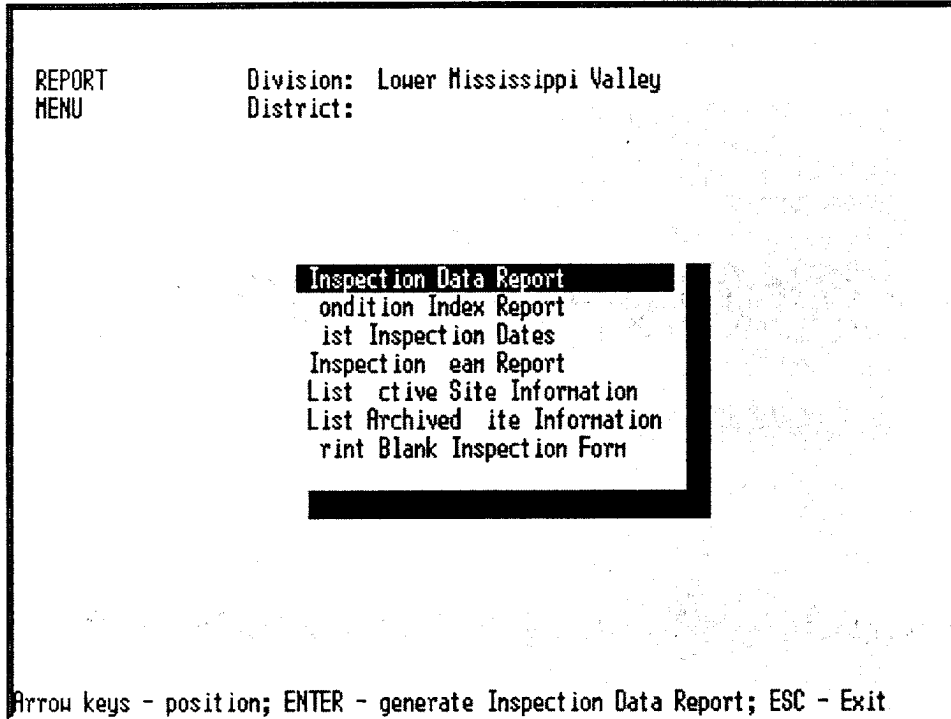 REPORT Division: Lower Mississippi Valley
MENU District:
Inspection Data Report
ondition Index Report
ist Inspection Dates
Inspection eam Report
List ctive Site Information
List Archived ite Information
rint Blank Inspection Form
Arrow keys - position; ENTER - generate Inspection Data Report; ESC - Exit